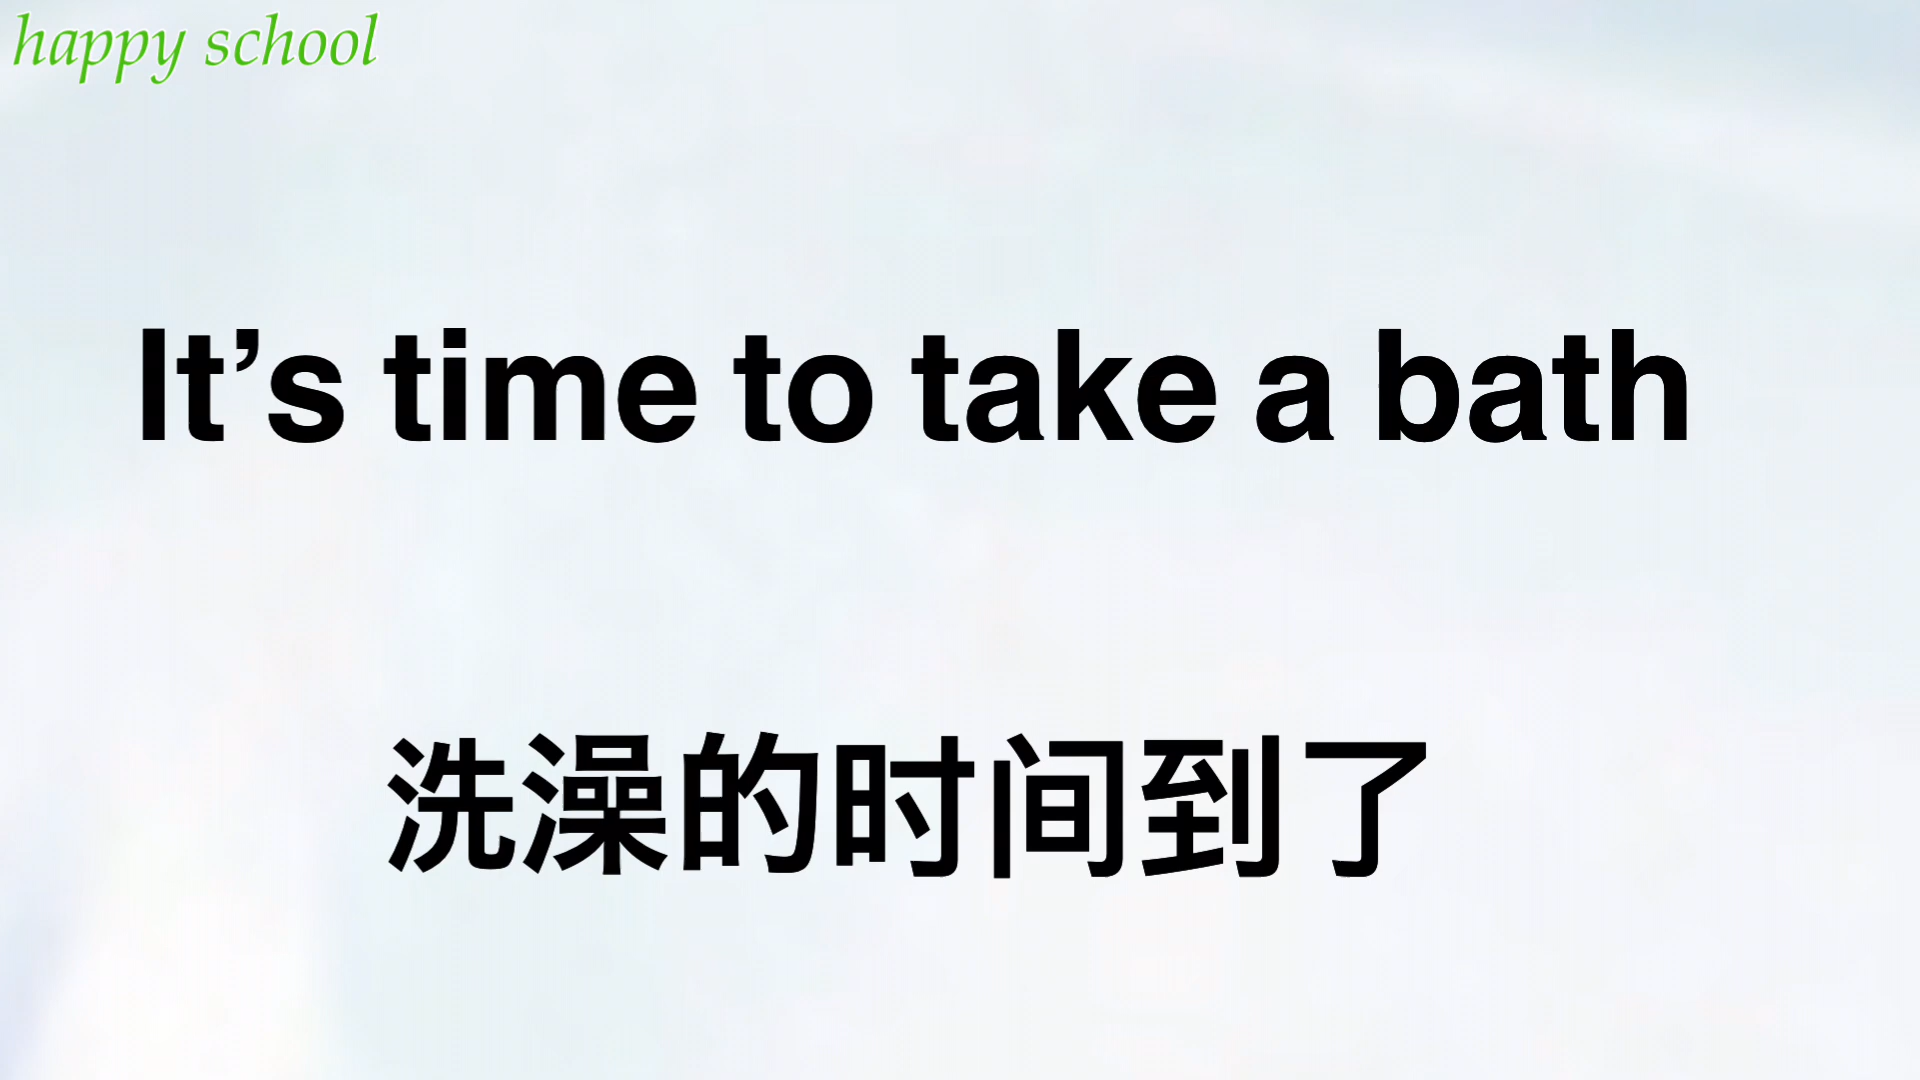 happy school
It’s time to take a bath
洗澡的时间到了